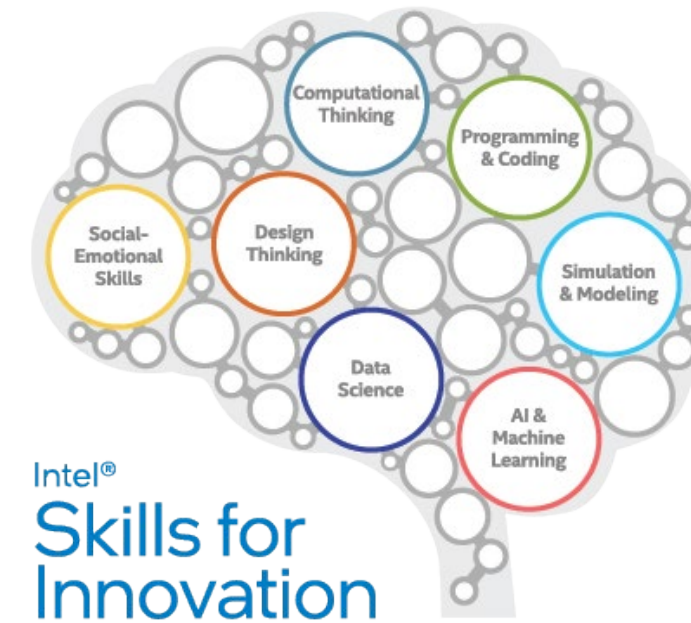 Computational
Thinking
Programming
& Coding
Social-
Emotional
Skills
Design
Thinking
Simulation
& Modeling
Data
Science
AI &
Machine
Learning
Intel®
Skills for
Innovation